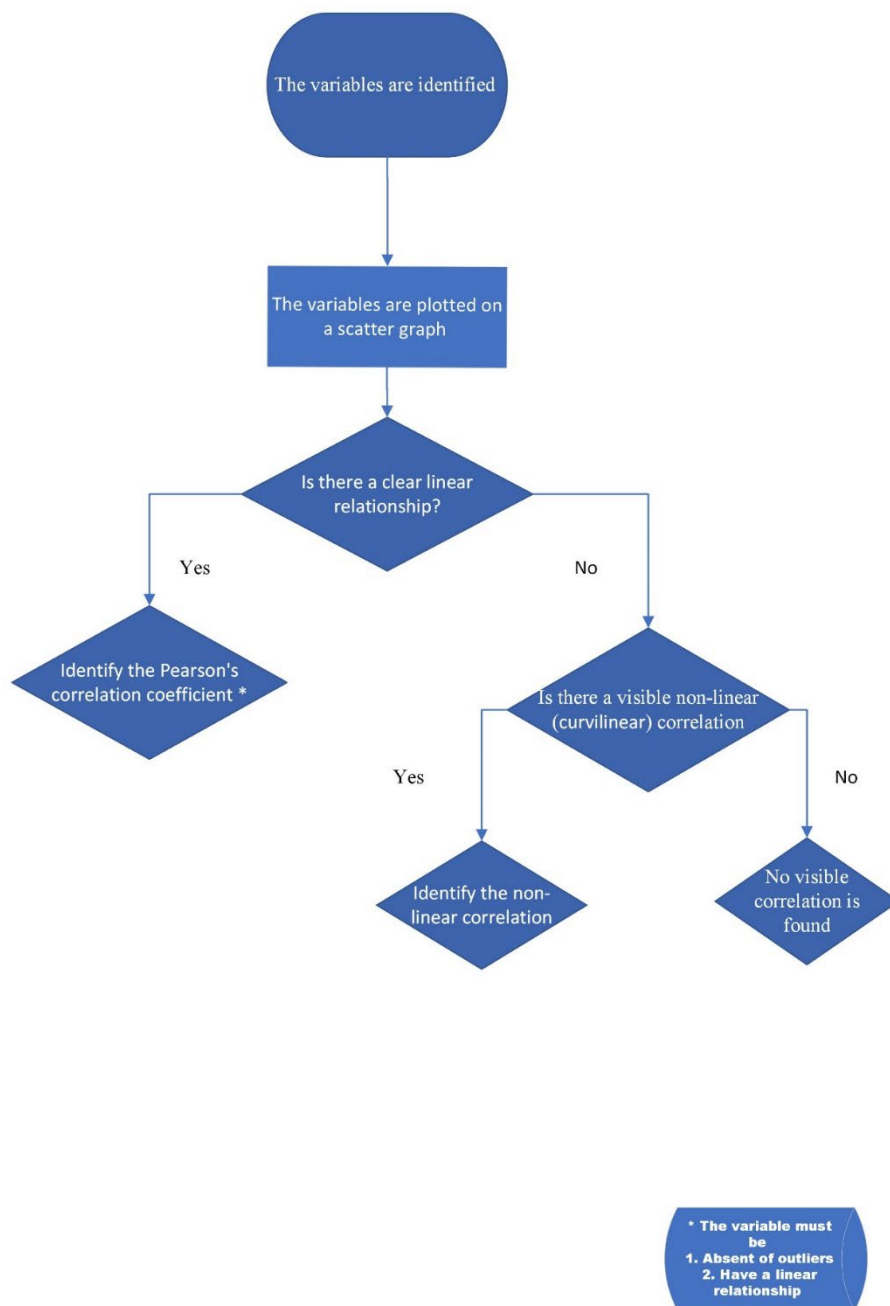 The variables are identified
The variables are plotted on
a scatter graph
Is there a clear linear
relationship?
Yes
No
Identify the Pearson's
correlation coefficient *
Is there a visible non-linear
(curvilinear) correlation
Yes
No
Identify the non-
linear correlation
No visible
correlation is
found
* The variable must
be
1. Absent of outliers
2. Have a linear
relationship